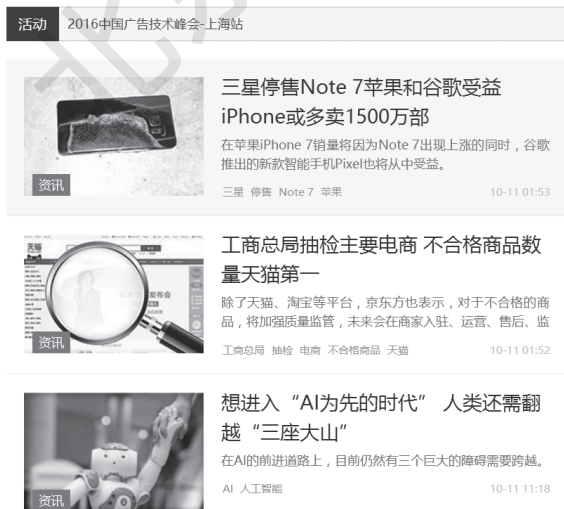 活动 2016中国广告技术峰会-上海站
三星停售Note 7苹果和谷歌受益
iPhone或多卖1500万部
在苹果iPhone 7销量将因为Note 7出现上涨的同时，谷歌
推出的新款智能手机Pixel也将从中受益。
资讯
三星 停售 Note 7 苹果 10-11 01:53
工商总局抽检主要电商 不合格商品数
量天猫第一
天猫
除了天猫、淘宝等平台，京东方也表示，对于不合格的商
品，将加强质量监管，未来会在商家入驻、运营、售后、监
资讯
工商总局 抽检 电商 不合格商品 天猫 10-11 01:52
想进入“AI为先的时代” 人类还需翻
越“三座大山”
在AI的前进道路上，目前仍然有三个巨大的障碍需要跨越。
AI 人工智能 10-11 11:18
资讯